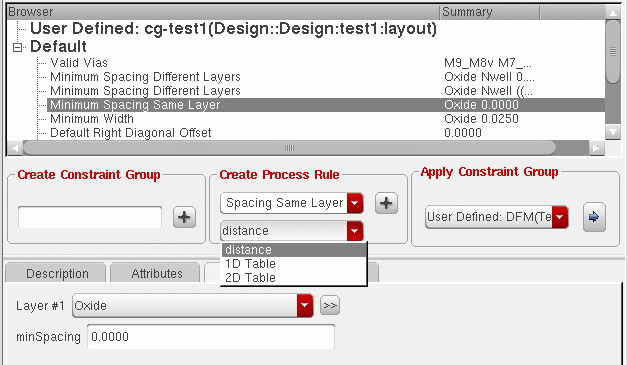 Browser Summary
User Defined: cg-test1(Design::Design:test1:layout)
Default
Valid Vias M9_M8v M7_...
Minimum Spacing Different Layers Oxide Nwell 0....
Minimum Spacing Different Layers Oxide Nwell ((...
Minimum Spacing Same Layer Oxide 0.0000
Minimum Width Oxide 0.0250
Default Right Diagonal Offset 0.0000
Create Constraint Group Create Process Rule Apply Constraint Group
Spacing Same Layer
User Defined: DFM(Te
distance
distance
1D Table
2D Table
Description Attributes
Layer #1 Oxide >>
minSpacing 0.0000